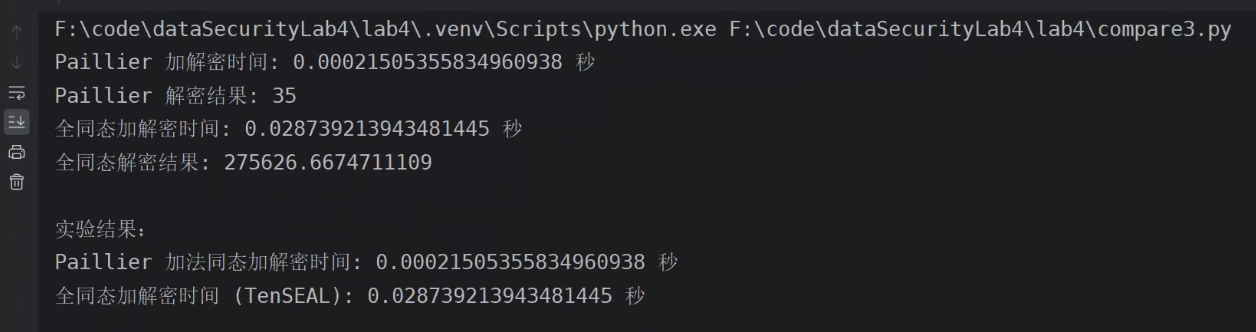 F:\code\dataSecurityLab4\lab4\.venv\Scripts\python.exe F:\code\dataSecurityLab4\lab4\compare3.py
Paillier 加解密时间: 0.00021505355834960938 秒
Paillier 解密结果: 35
全同态加解密时间: 0.028739213943481445 秒
全同态解密结果: 275626.6674711109
实验结果:
Paillier 加法同态加解密时间: 0.00021505355834960938 秒
全同态加解密时间 (TenSEAL): 0.028739213943481445 秒